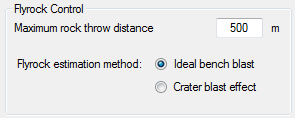 Flyrock Control
Maximum rock throw distance 500 m
Flyrock estimation method: Ideal bench blast
Crater blast effect